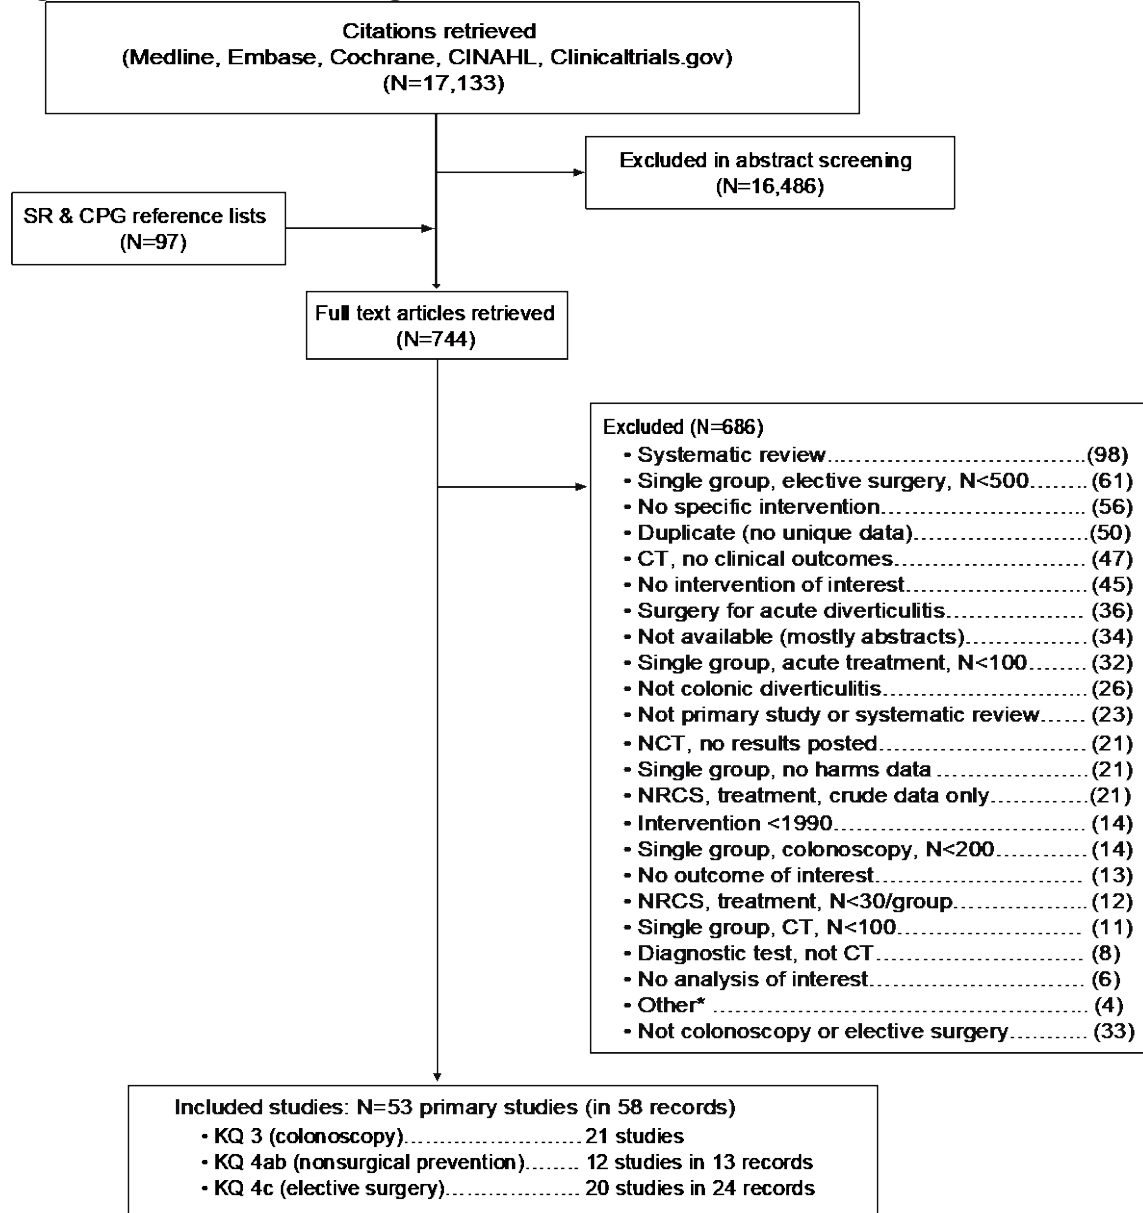 Citations retrieved
(Medline, Embase, Cochrane, CINAHL, Clinicaltrials.gov)
(N=17,133)
Excluded in abstract screening
(N=16,486)
SR & CPG reference lists
(N=97)
Full text articles retrieved
(N=744)
Excluded (N=686)
- Systematic review....................................(98)
- Single group, elective surgery, N<500........(61)
- No specific intervention............................. (56)
- Duplicate (no unique data)........................(50)
- CT, no clinical outcomes........................... (47)
- No intervention of interest.......................... (45)
- Surgery for acute diverticulitis.................... (36)
- Not available (mostly abstracts)................. (34)
- Single group, acute treatment, N<100........ (32)
- Not colonic diverticulitis............................. (26)
- Not primary study or systematic review...... (23)
- NCT, no results posted............................. (21)
- Single group, no harms data ..................... (21)
- NRCS, treatment, crude data only..............(21)
- Intervention <1990................................... (14)
- Single group, colonoscopy, N<200............. (14)
- No outcome of interest.............................. (13)
- NRCS, treatment, N<30/group................... (12)
- Single group, CT, N<100........................... (11)
- Diagnostic test, not CT.............................. (8)
- No analysis of interest............................... (6)
- Other* ..................................................... (4)
- Not colonoscopy or elective surgery........... (33)
Included studies: N=53 primary studies (in 58 records)
- KQ 3 (colonoscopy)......................... 21 studies
- KQ 4ab (nonsurgical prevention)........ 12 studies in 13 records
- KQ 4c (elective surgery)................... 20 studies in 24 records